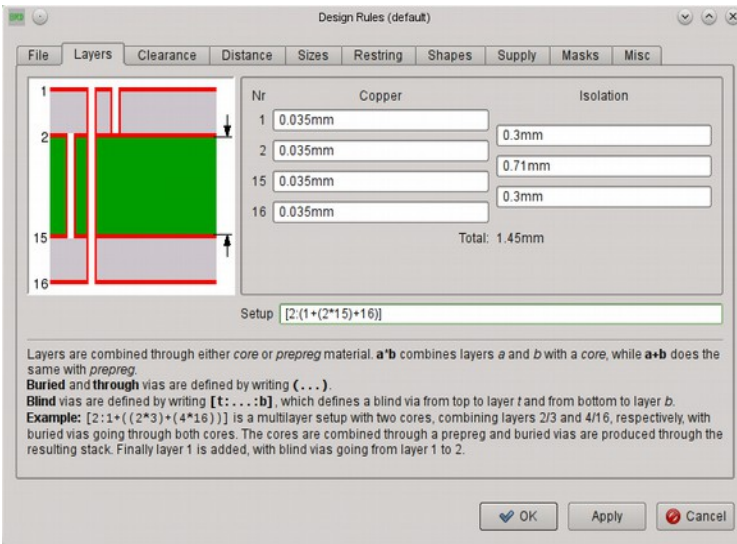 Design Rules (default)
File Layers Clearance Distance Sizes Restring Shapes Supply Masks Misc
1
2
15
16
Nr Copper Isolation
1 0.035mm
0.3mm
2 0.035mm
0.71mm
15 0.035mm
0.3mm
16 0.035mm
Total: 1.45mm
Setup [2:(1+(2*15)+16)]
Layers are combined through either core or prepreg material. a*b combines layers a and b with a core, while a+b does the
same with prepreg.
Buried and through vias are defined by writing (...).
Blind vias are defined by writing [t:...:b], which defines a blind via from top to layer t and from bottom to layer b.
Example: [2:1+((2*3)+(4*16))] is a multilayer setup with two cores, combining layers 2/3 and 4/16, respectively, with
buried vias going through both cores. The cores are combined through a prepreg and buried vias are produced through the
resulting stack. Finally layer 1 is added, with blind vias going from layer 1 to 2.
OK Apply Cancel